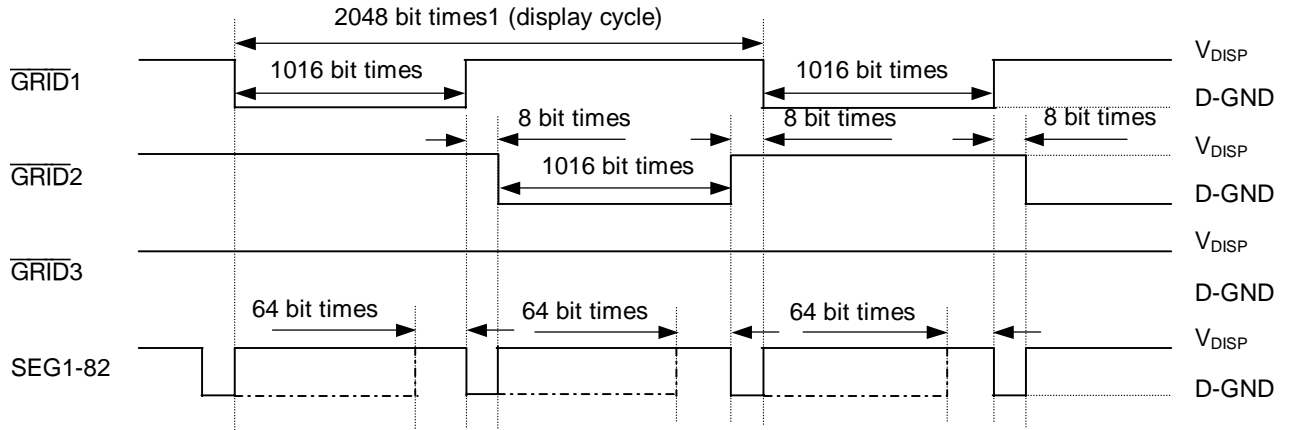 2048 bit times1 (display cycle)
VDISP
GRID1
1016 bit times
1016 bit times
D-GND
8 bit times
8 bit times
8 bit times
VDISP
GRID2
1016 bit times
D-GND
VDISP
GRID3
D-GND
64 bit times
64 bit times
64 bit times
VDISP
SEG1-82
D-GND